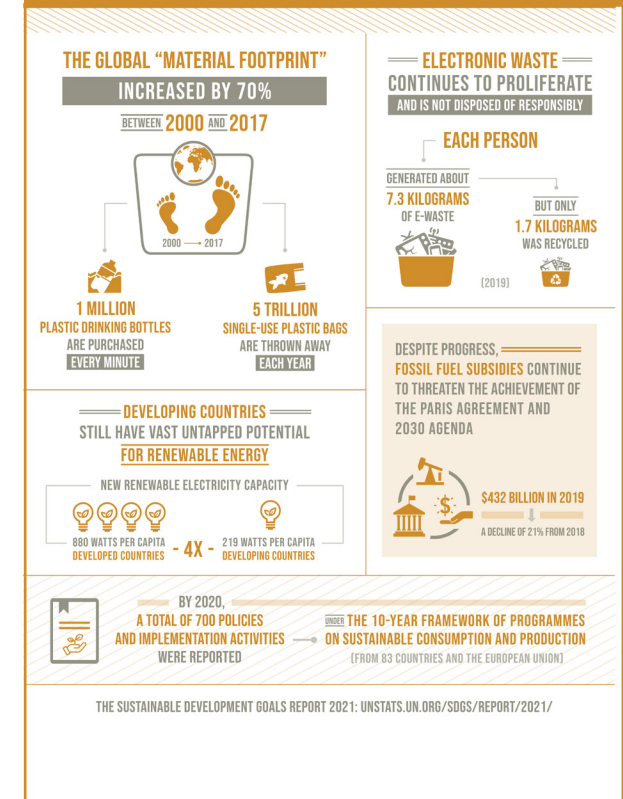 THE GLOBAL “MATERIAL FOOTPRINT”
INCREASED BY 70%
BETWEEN 2000 AND 2017
2000 2017
1 MILLION
PLASTIC DRINKING BOTTLES
ARE PURCHASED
EVERY MINUTE
5 TRILLION
SINGLE-USE PLASTIC BAGS
ARE THROWN AWAY
EACH YEAR
ELECTRONIC WASTE
CONTINUES TO PROLIFERATE
AND IS NOT DISPOSED OF RESPONSIBLY
EACH PERSON
GENERATED ABOUT
7.3 KILOGRAMS
OF E-WASTE
BUT ONLY
1.7 KILOGRAMS
WAS RECYCLED
(2019)
DEVELOPING COUNTRIES
STILL HAVE VAST UNTAPPED POTENTIAL
FOR RENEWABLE ENERGY
NEW RENEWABLE ELECTRICITY CAPACITY
880 WATTS PER CAPITA
DEVELOPED COUNTRIES
- 4X -
219 WATTS PER CAPITA
DEVELOPING COUNTRIES
DESPITE PROGRESS,
FOSSIL FUEL SUBSIDIES CONTINUE
TO THREATEN THE ACHIEVEMENT OF
THE PARIS AGREEMENT AND
2030 AGENDA
$
$432 BILLION IN 2019
A DECLINE OF 21% FROM 2018
BY 2020,
A TOTAL OF 700 POLICIES
AND IMPLEMENTATION ACTIVITIES
WERE REPORTED
UNDER THE 10-YEAR FRAMEWORK OF PROGRAMMES
ON SUSTAINABLE CONSUMPTION AND PRODUCTION
(FROM 83 COUNTRIES AND THE EUROPEAN UNION)
THE SUSTAINABLE DEVELOPMENT GOALS REPORT 2021: UNSTATS.UN.ORG/SDGS/REPORT/2021/